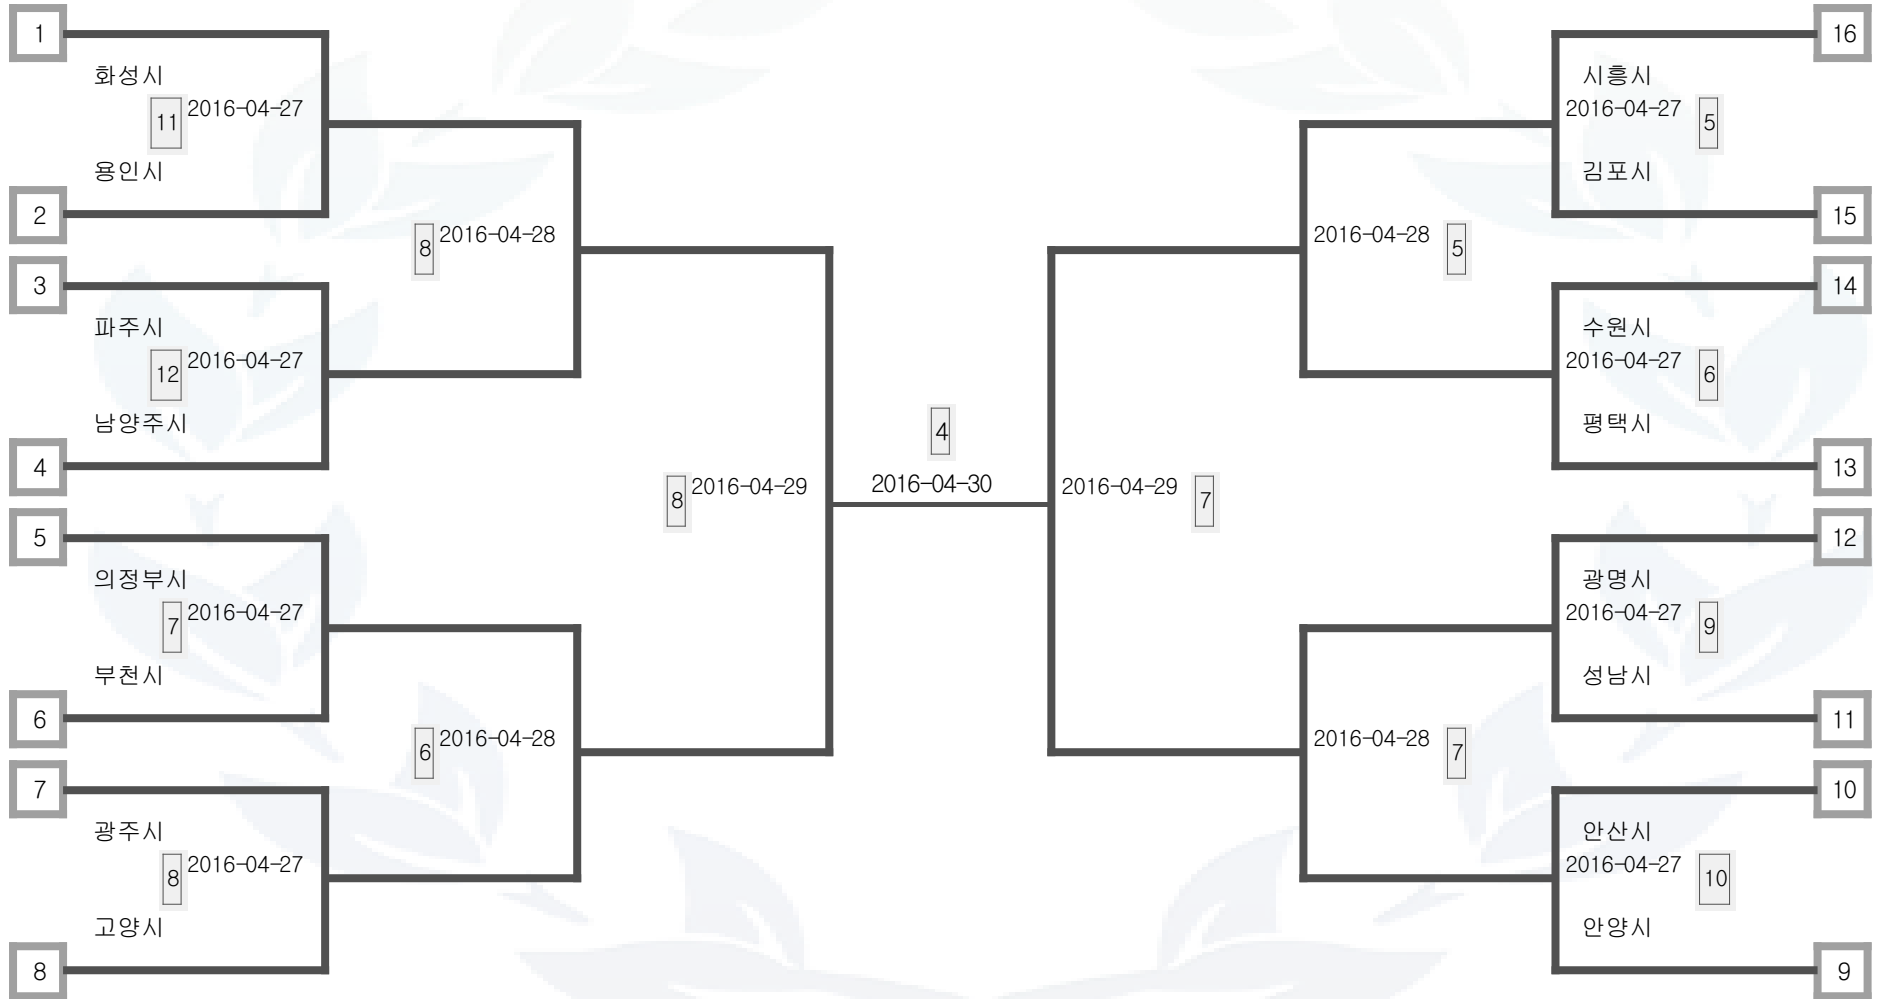 1
화성시
11 2016-04-27
용인시
2
8 2016-04-28
3
파주시
12 2016-04-27
남양주시
4
8 2016-04-29
5
의정부시
7 2016-04-27
부천시
6
6 2016-04-28
7
광주시
8 2016-04-27
고양시
8
4
2016-04-30
16
시흥시
2016-04-27 5
김포시
15
2016-04-28 5
14
수원시
2016-04-27 6
평택시
13
2016-04-29 7
12
광명시
2016-04-27 9
성남시
11
2016-04-28 7
10
안산시
2016-04-27 10
안양시
9